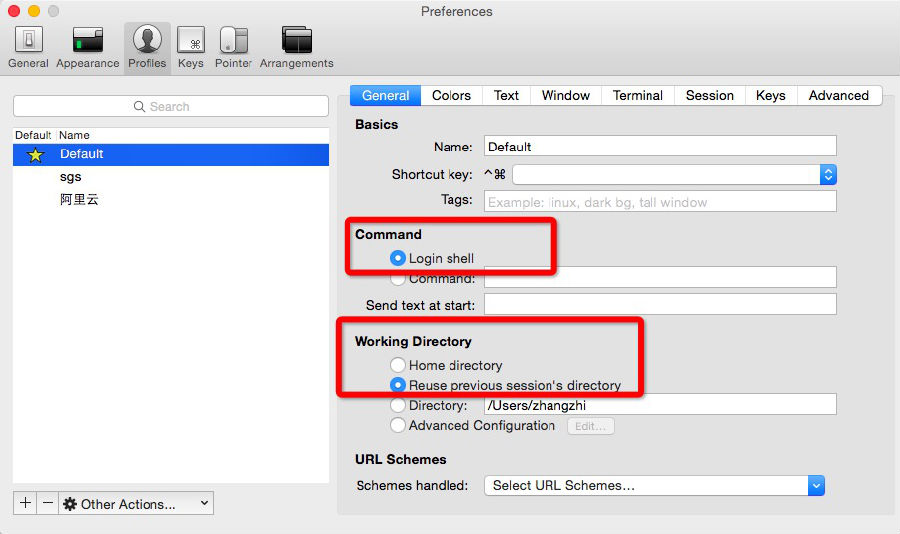 Preferences
General Appearance Profiles Keys Pointer Arrangements
Search
General Colors Text Window Terminal Session Keys Advanced
Default Name
Default
sgs
阿里云
Other Actions...
Basics
Name: Default
Shortcut key: ^⌘
Tags: Example: linux, dark bg, tall window
Command
Login shell
Command:
Send text at start:
Working Directory
Home directory
Reuse previous session's directory
Directory: /Users/zhangzhi
Advanced Configuration Edit...
URL Schemes
Schemes handled: Select URL Schemes...